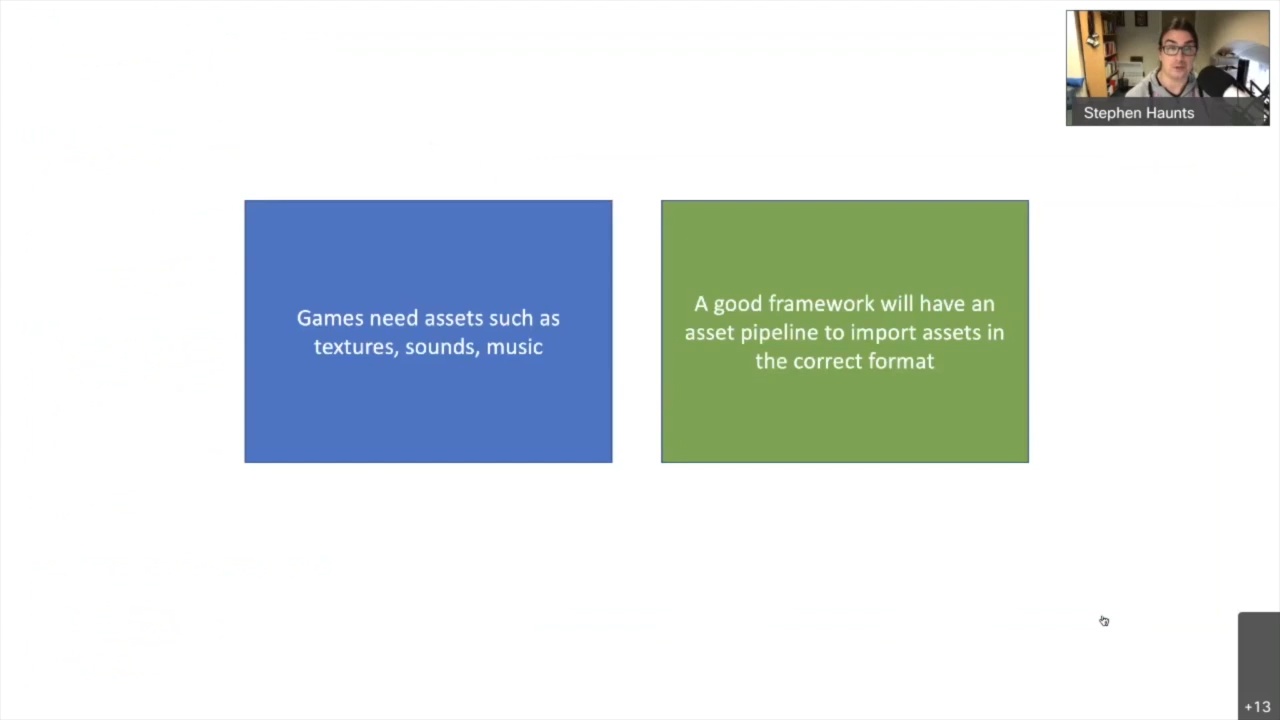 Stephen Haunts
Games need assets such as
textures, sounds, music
A good framework will have an
asset pipeline to import assets in
the correct format
+13